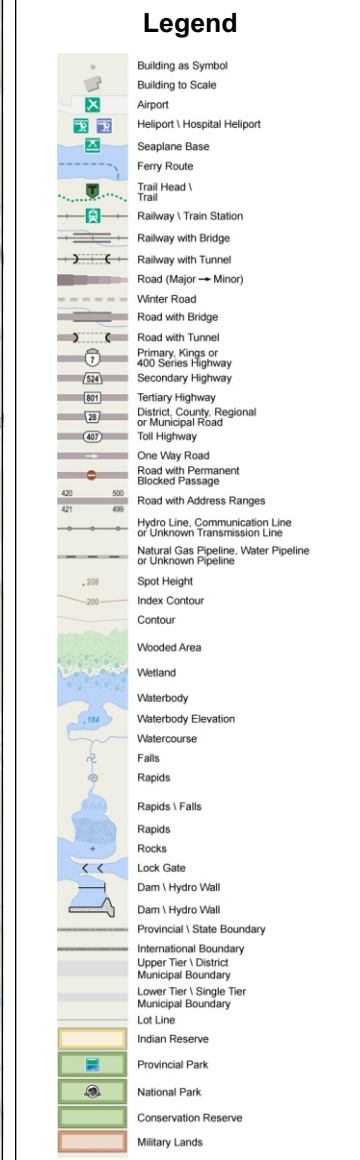 Legend
Building as Symbol
Building to Scale
Airport
Heliport \ Hospital Heliport
Seaplane Base
Ferry Route
T
Trail Head \
Trail
Railway \ Train Station
Railway with Bridge
Railway with Tunnel
Road (Major → Minor)
Winter Road
Road with Bridge
Road with Tunnel
7
Primary, Kings or
400 Series Highway
524 Secondary Highway
801 Tertiary Highway
28
District, County, Regional
or Municipal Road
407 Toll Highway
One Way Road
Road with Permanent
Blocked Passage
420 500
Road with Address Ranges
421 499
Hydro Line, Communication Line
or Unknown Transmission Line
Natural Gas Pipeline, Water Pipeline
or Unknown Pipeline
.208 Spot Height
200 Index Contour
Contour
Wooded Area
Wetland
Waterbody
.184 Waterbody Elevation
Watercourse
Falls
Rapids
Rapids \ Falls
Rapids
Rocks
Lock Gate
Dam \ Hydro Wall
Dam \ Hydro Wall
Provincial \ State Boundary
International Boundary
Upper Tier \ District
Municipal Boundary
Lower Tier \ Single Tier
Municipal Boundary
Lot Line
Indian Reserve
Provincial Park
National Park
Conservation Reserve
Military Lands